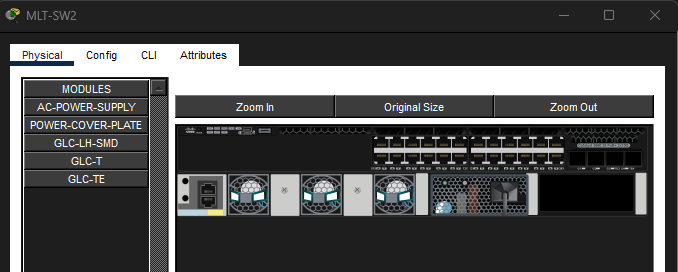 MLT-SW2
Physical Config CLI Attributes
MODULES
AC-POWER-SUPPLY
POWER-COVER-PLATE
GLC-LH-SMD
GLC-T
GLC-TE
Zoom In Original Size Zoom Out